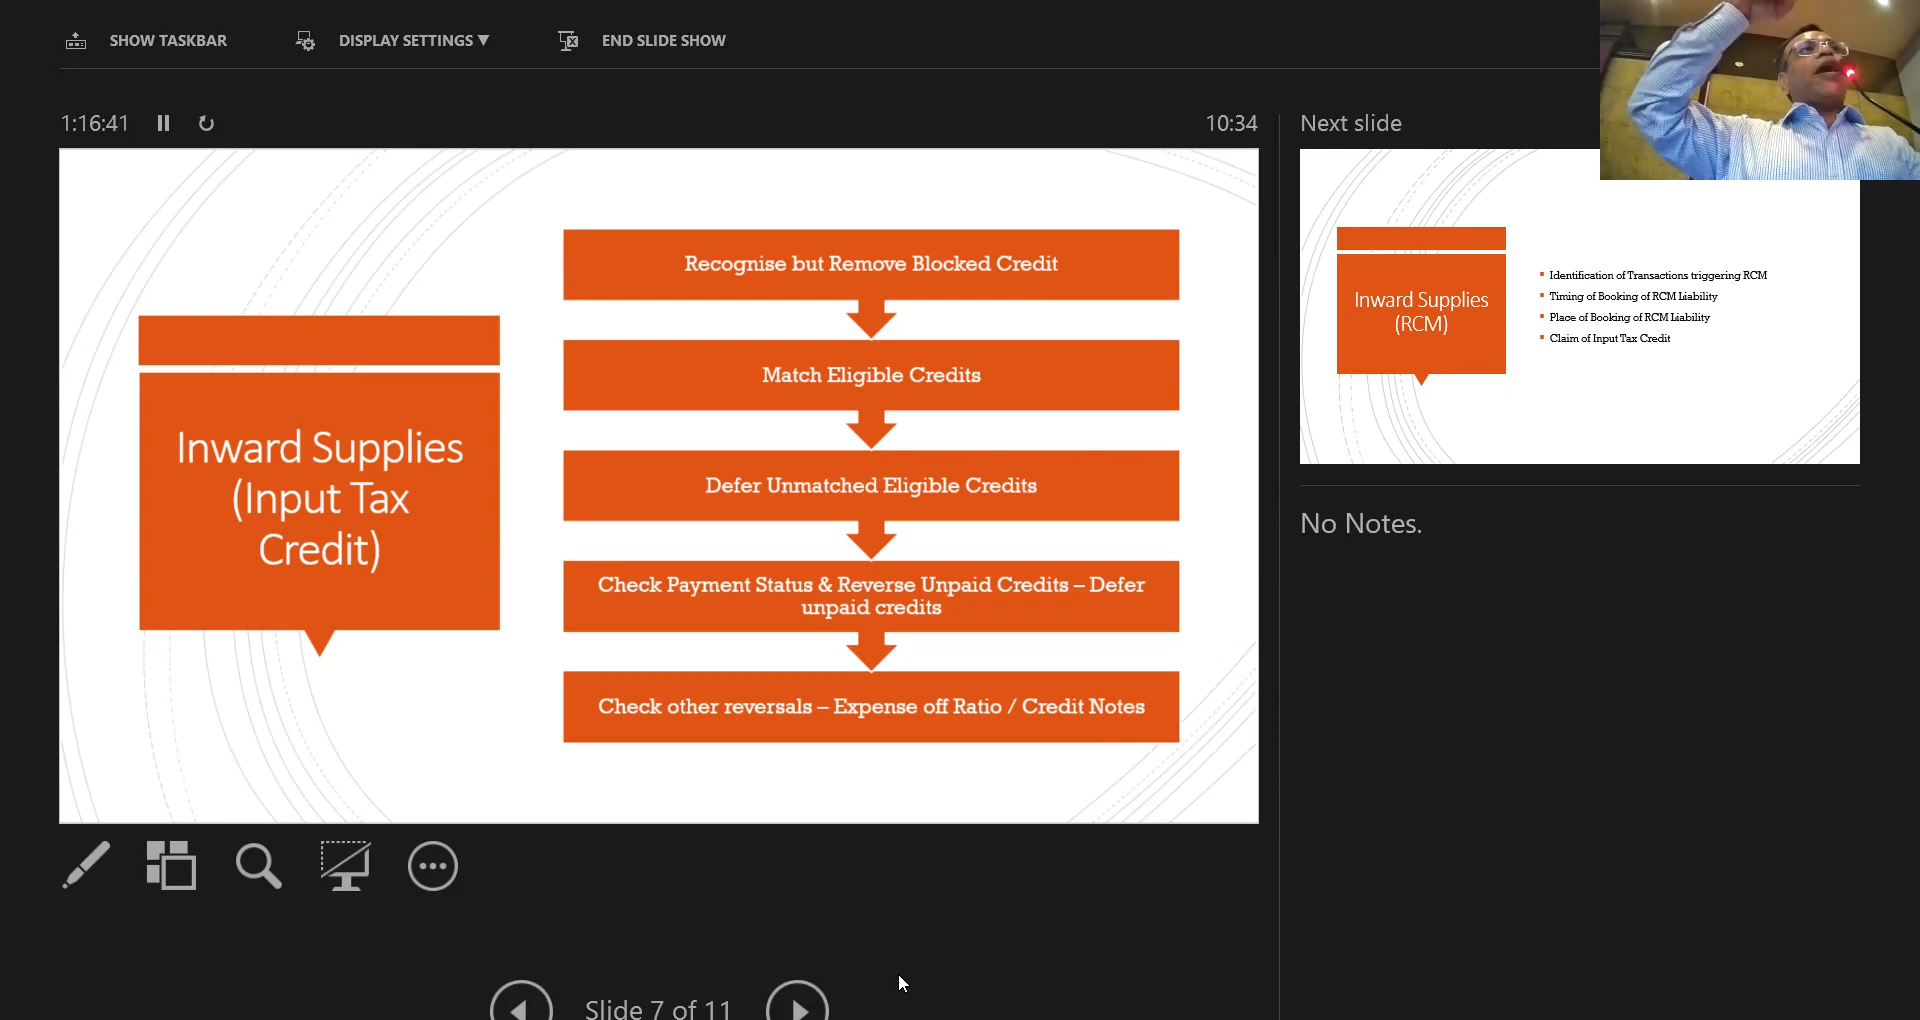 SHOW TASKBAR
DISPLAY SETTINGS ▼
END SLIDE SHOW
1:16:41
10:34
Next slide
Inward Supplies
(Input Tax
Credit)
Recognise but Remove Blocked Credit
Match Eligible Credits
Defer Unmatched Eligible Credits
Check Payment Status & Reverse Unpaid Credits – Defer
unpaid credits
Check other reversals – Expense off Ratio / Credit Notes
Inward Supplies
(RCM)
▪ Identification of Transactions triggering RCM
▪ Timing of Booking of RCM Liability
▪ Place of Booking of RCM Liability
▪ Claim of Input Tax Credit
No Notes.
Slide 7 of 11